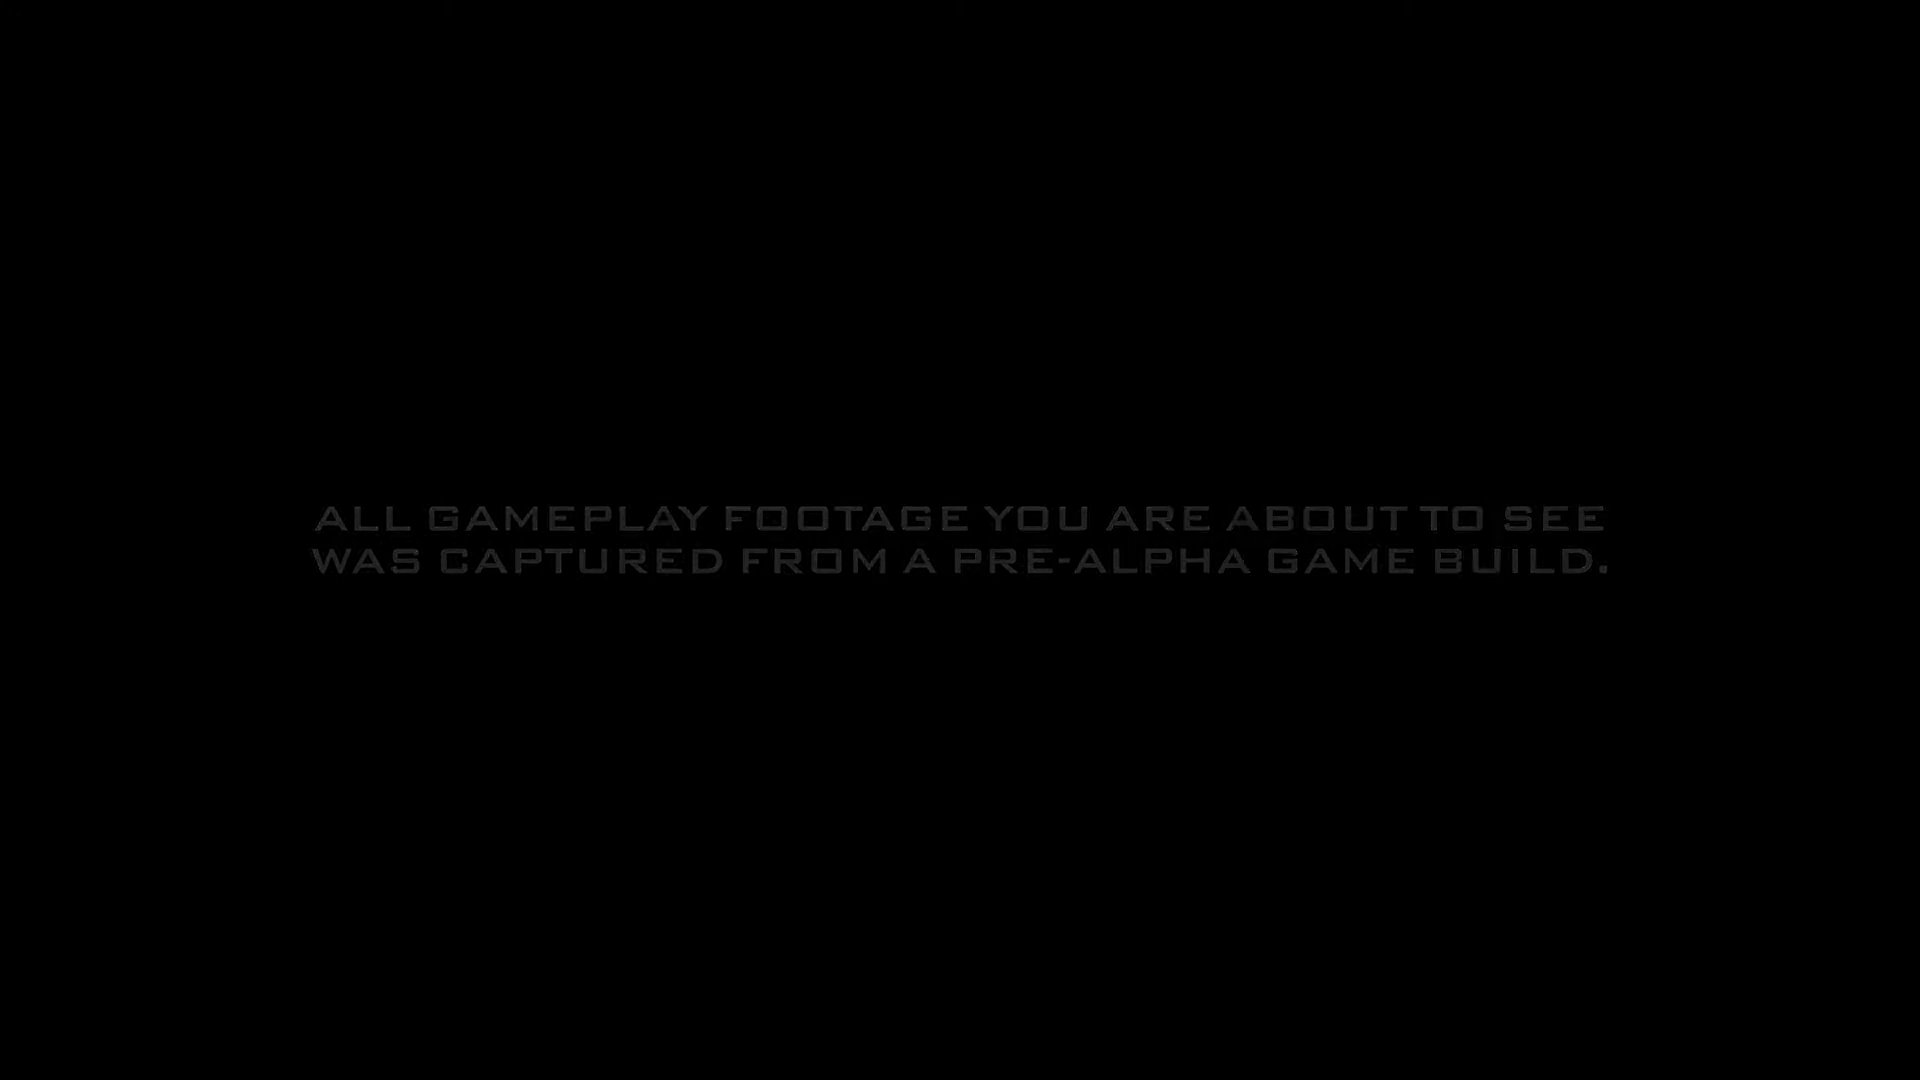 ALL GAMEPLAY FOOTAGE YOU ARE ABOUT TO SEE
WAS CAPTURED FROM A PRE-ALPHA GAME BUILD.